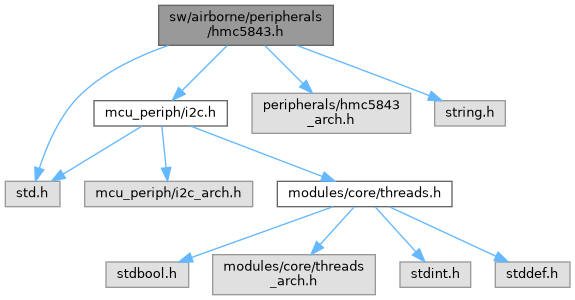 sw/airborne/peripherals
/hmc5843.h
mcu_periph/i2c.h
peripherals/hmc5843
_arch.h
string.h
std.h
mcu_periph/i2c_arch.h
modules/core/threads.h
stdbool.h
modules/core/threads
_arch.h
stdint.h
stddef.h